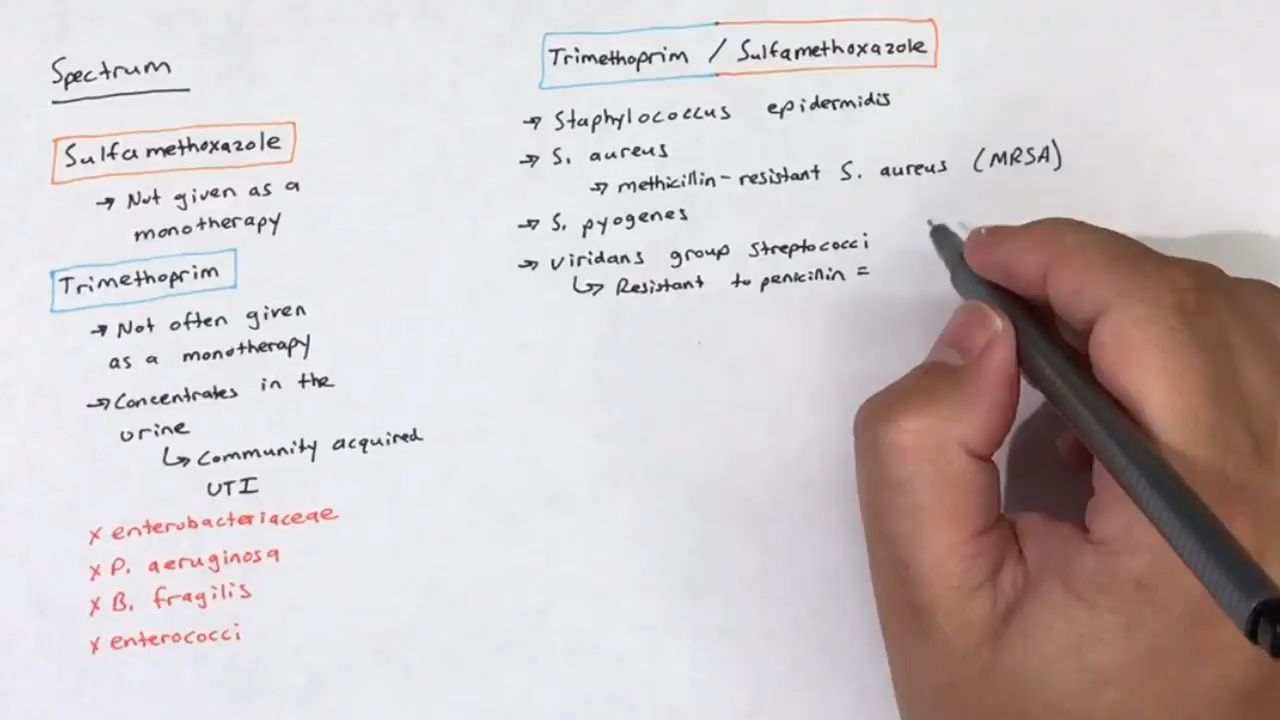 Spectrum
Sulfamethoxazole
→ Not given as a
monotherapy
Trimethoprim
→ Not often given
as a monotherapy
→ Concentrates in the
urine
↳ Community acquired
UTI
x enterobacteriaceae
x P. aeruginosa
x B. fragilis
x enterococci
Trimethoprim / Sulfamethoxazole
→ Staphylococcus epidermidis
→ S. aureus
→ methicillin-resistant S. aureus (MRSA)
→ S. pyogenes
→ Viridans group Streptococci
↳ Resistant to penicillin =